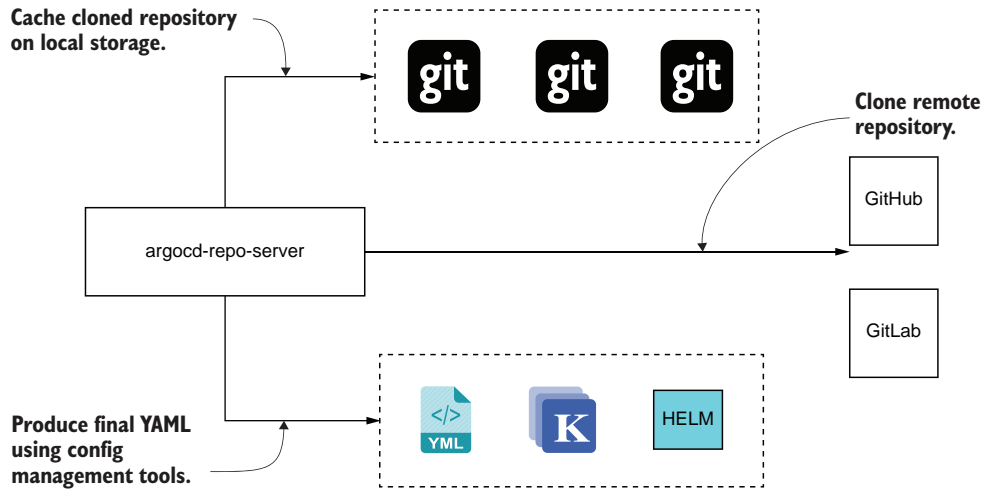 Cache cloned repository
on local storage.
git
git
git
Clone remote
repository.
GitHub
argocd-repo-server
GitLab
</>
YML
K
HELM
Produce final YAML
using config
management tools.